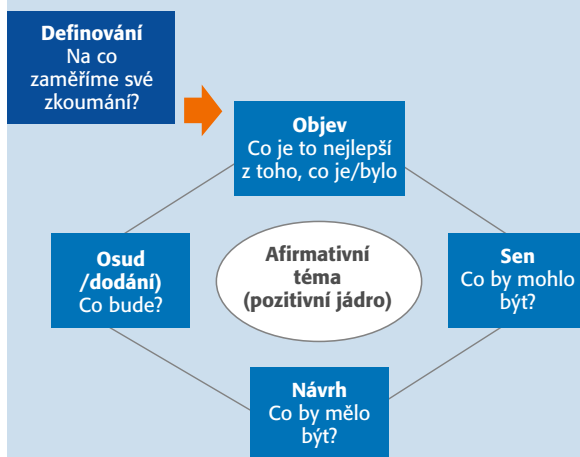 Definování
Na co
zaměříme své
zkoumání?
Objev
Co je to nejlepší
z toho, co je/bylo
Osud
/dodání)
Co bude?
Afirmativní
téma
(pozitivní jádro)
Sen
Co by mohlo
být?
Návrh
Co by mělo
být?